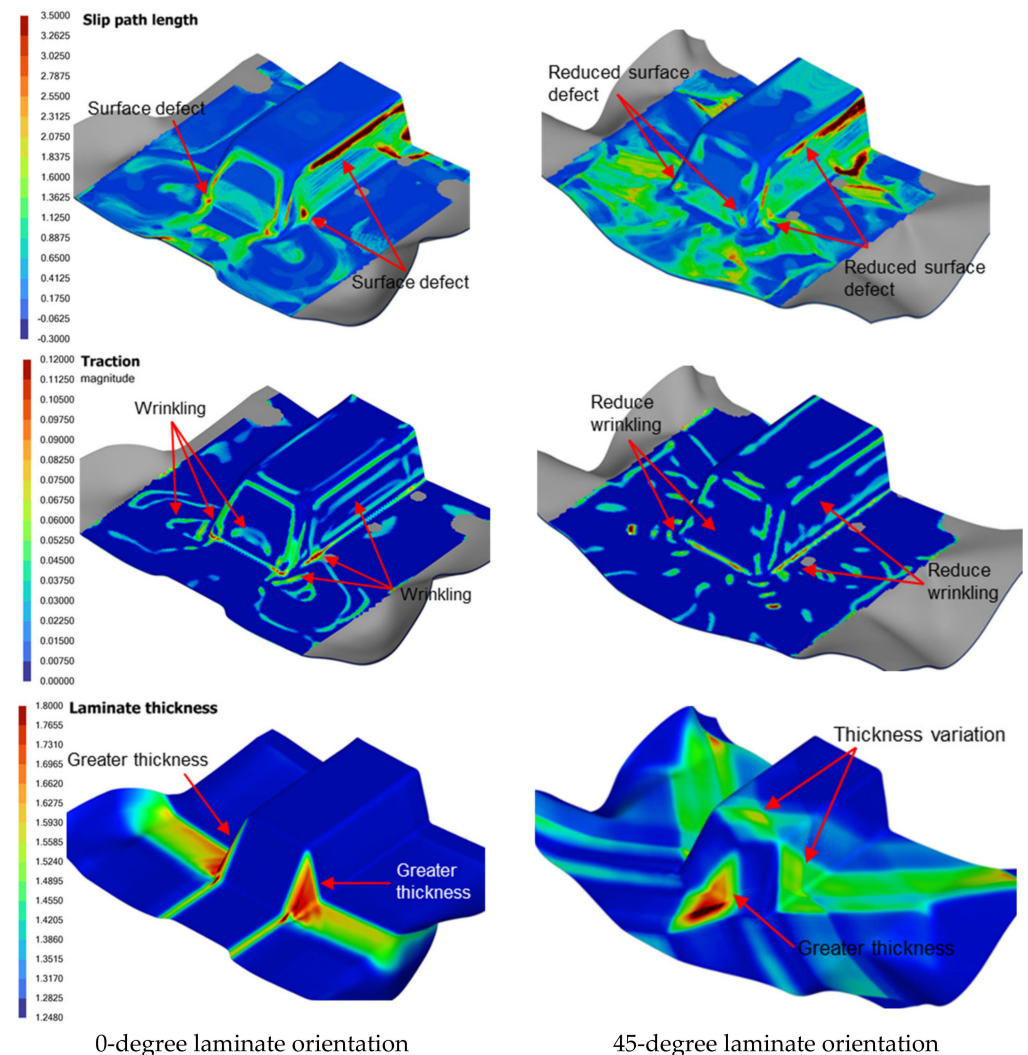 Slip path length
3.5000
3.2625
3.0250
2.7875
2.5500
2.3125
2.0750
1.8375
1.6000
1.3625
1.1250
0.8875
0.6500
0.4125
0.1750
-0.0625
-0.3000
Surface defect
Surface defect
Reduced surface
defect
Reduced surface
defect
Traction
magnitude
0.12000
0.11250
0.10500
0.09750
0.09000
0.08250
0.07500
0.06750
0.06000
0.05250
0.04500
0.03750
0.03000
0.02250
0.01500
0.00750
0.00000
Wrinkling
Wrinkling
Reduce
wrinkling
Reduce
wrinkling
Laminate thickness
1.8000
1.7655
1.7310
1.6965
1.6620
1.6275
1.5930
1.5585
1.5240
1.4895
1.4550
1.4205
1.3860
1.3515
1.3170
1.2825
1.2480
Greater thickness
Greater
thickness
Thickness variation
Greater thickness
0-degree laminate orientation
45-degree laminate orientation